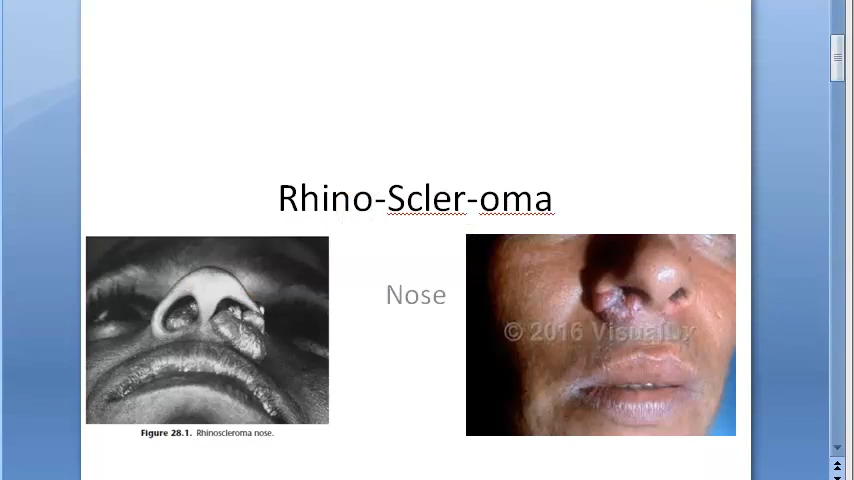 Rhino-Scler-oma
Nose
© 2016 VisualDx
Figure 28.1. Rhinoscleroma nose.